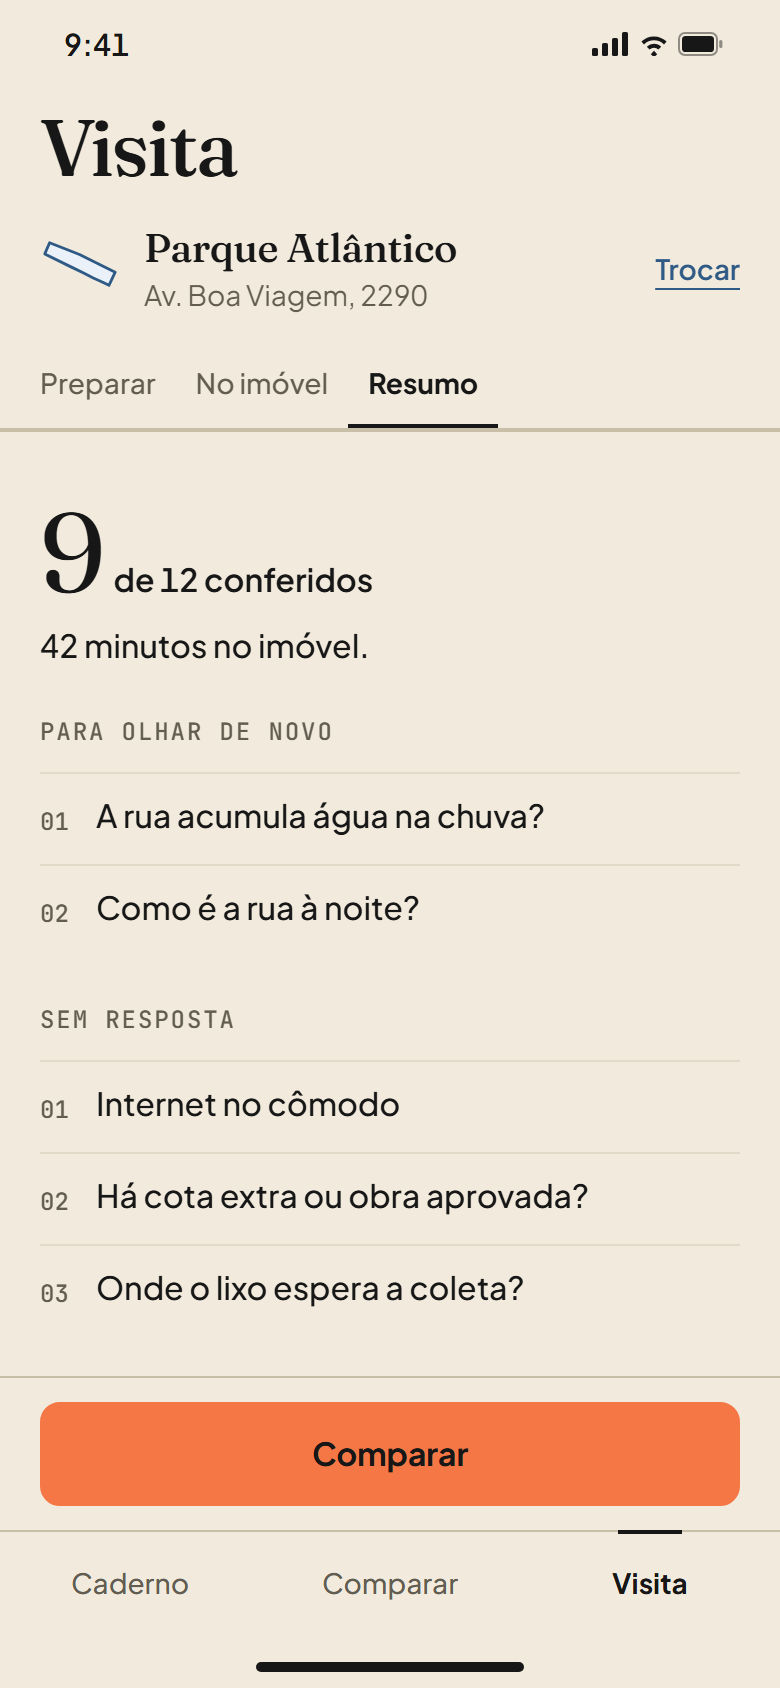 9:41
Visita
Parque Atlântico
Av. Boa Viagem, 2290
Trocar
Preparar No imóvel Resumo
9 de 12 conferidos
42 minutos no imóvel.
PARA OLHAR DE NOVO
01 A rua acumula água na chuva?
02 Como é a rua à noite?
SEM RESPOSTA
01 Internet no cômodo
02 Há cota extra ou obra aprovada?
03 Onde o lixo espera a coleta?
Comparar
Caderno Comparar Visita